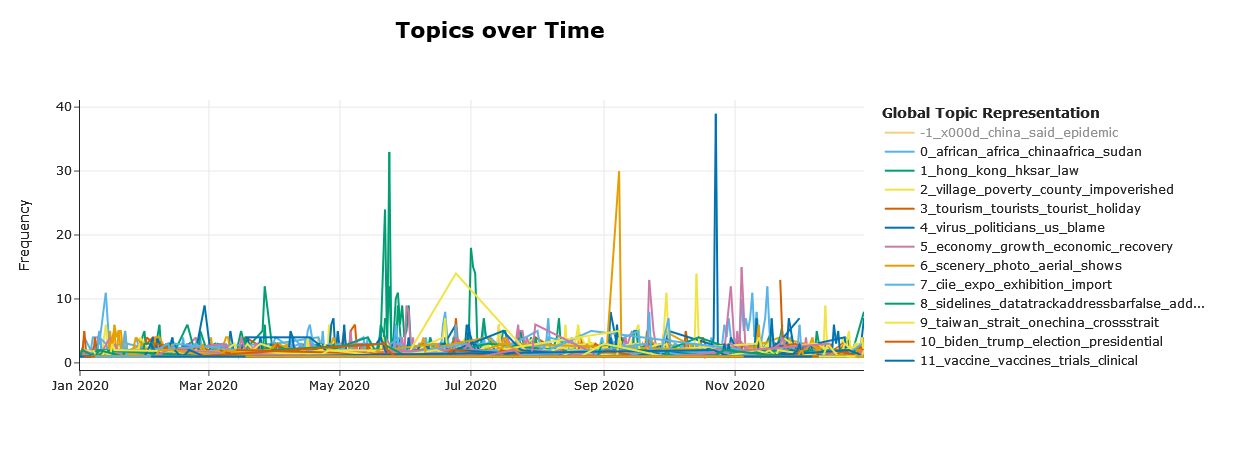 Topics over Time
Frequency
40
30
20
10
0
Jan 2020
Mar 2020
May 2020
Jul 2020
Sep 2020
Nov 2020
Global Topic Representation
-1_x000d_china_said_epidemic
0_african_africa_chinaafrica_sudan
1_hong_kong_hksar_law
2_village_poverty_county_impoverished
3_tourism_tourists_tourist_holiday
4_virus_politicians_us_blame
5_economy_growth_economic_recovery
6_scenery_photo_aerial_shows
7_ciie_expo_exhibition_import
8_sidelines_datatrackaddressbarfalse_add...
9_taiwan_strait_onechina_crossstrait
10_biden_trump_election_presidential
11_vaccine_vaccines_trials_clinical